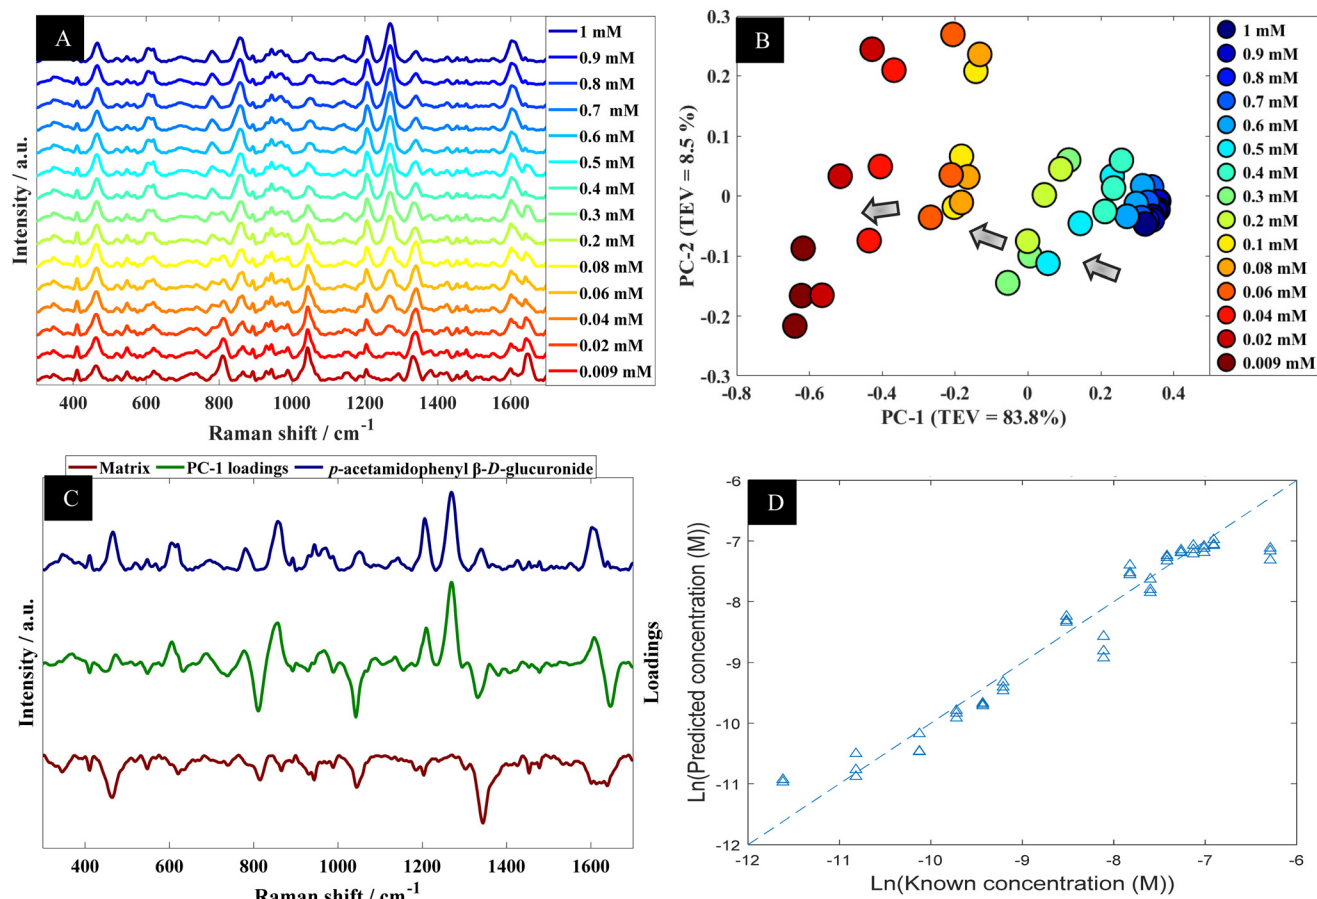 A
Intensity / a.u.
1 mM
0.9 mM
0.8 mM
0.7 mM
0.6 mM
0.5 mM
0.4 mM
0.3 mM
0.2 mM
0.08 mM
0.06 mM
0.04 mM
0.02 mM
0.009 mM
400 600 800 1000 1200 1400 1600
Raman shift / cm-1
B
PC-2 (TEV = 8.5 %)
0.3
0.2
0.1
0
-0.1
-0.2
-0.3
-0.8 -0.6 -0.4 -0.2 0 0.2 0.4
PC-1 (TEV = 83.8%)
1 mM
0.9 mM
0.8 mM
0.7 mM
0.6 mM
0.5 mM
0.4 mM
0.3 mM
0.2 mM
0.1 mM
0.08 mM
0.06 mM
0.04 mM
0.02 mM
0.009 mM
Matrix PC-1 loadings p-acetamidophenyl β-D-glucuronide
C
Intensity / a.u.
Loadings
400 600 800 1000 1200 1400 1600
Raman shift / cm-1
D
Ln(Predicted concentration (M))
-6
-7
-8
-9
-10
-11
-12
-12 -11 -10 -9 -8 -7 -6
Ln(Known concentration (M))